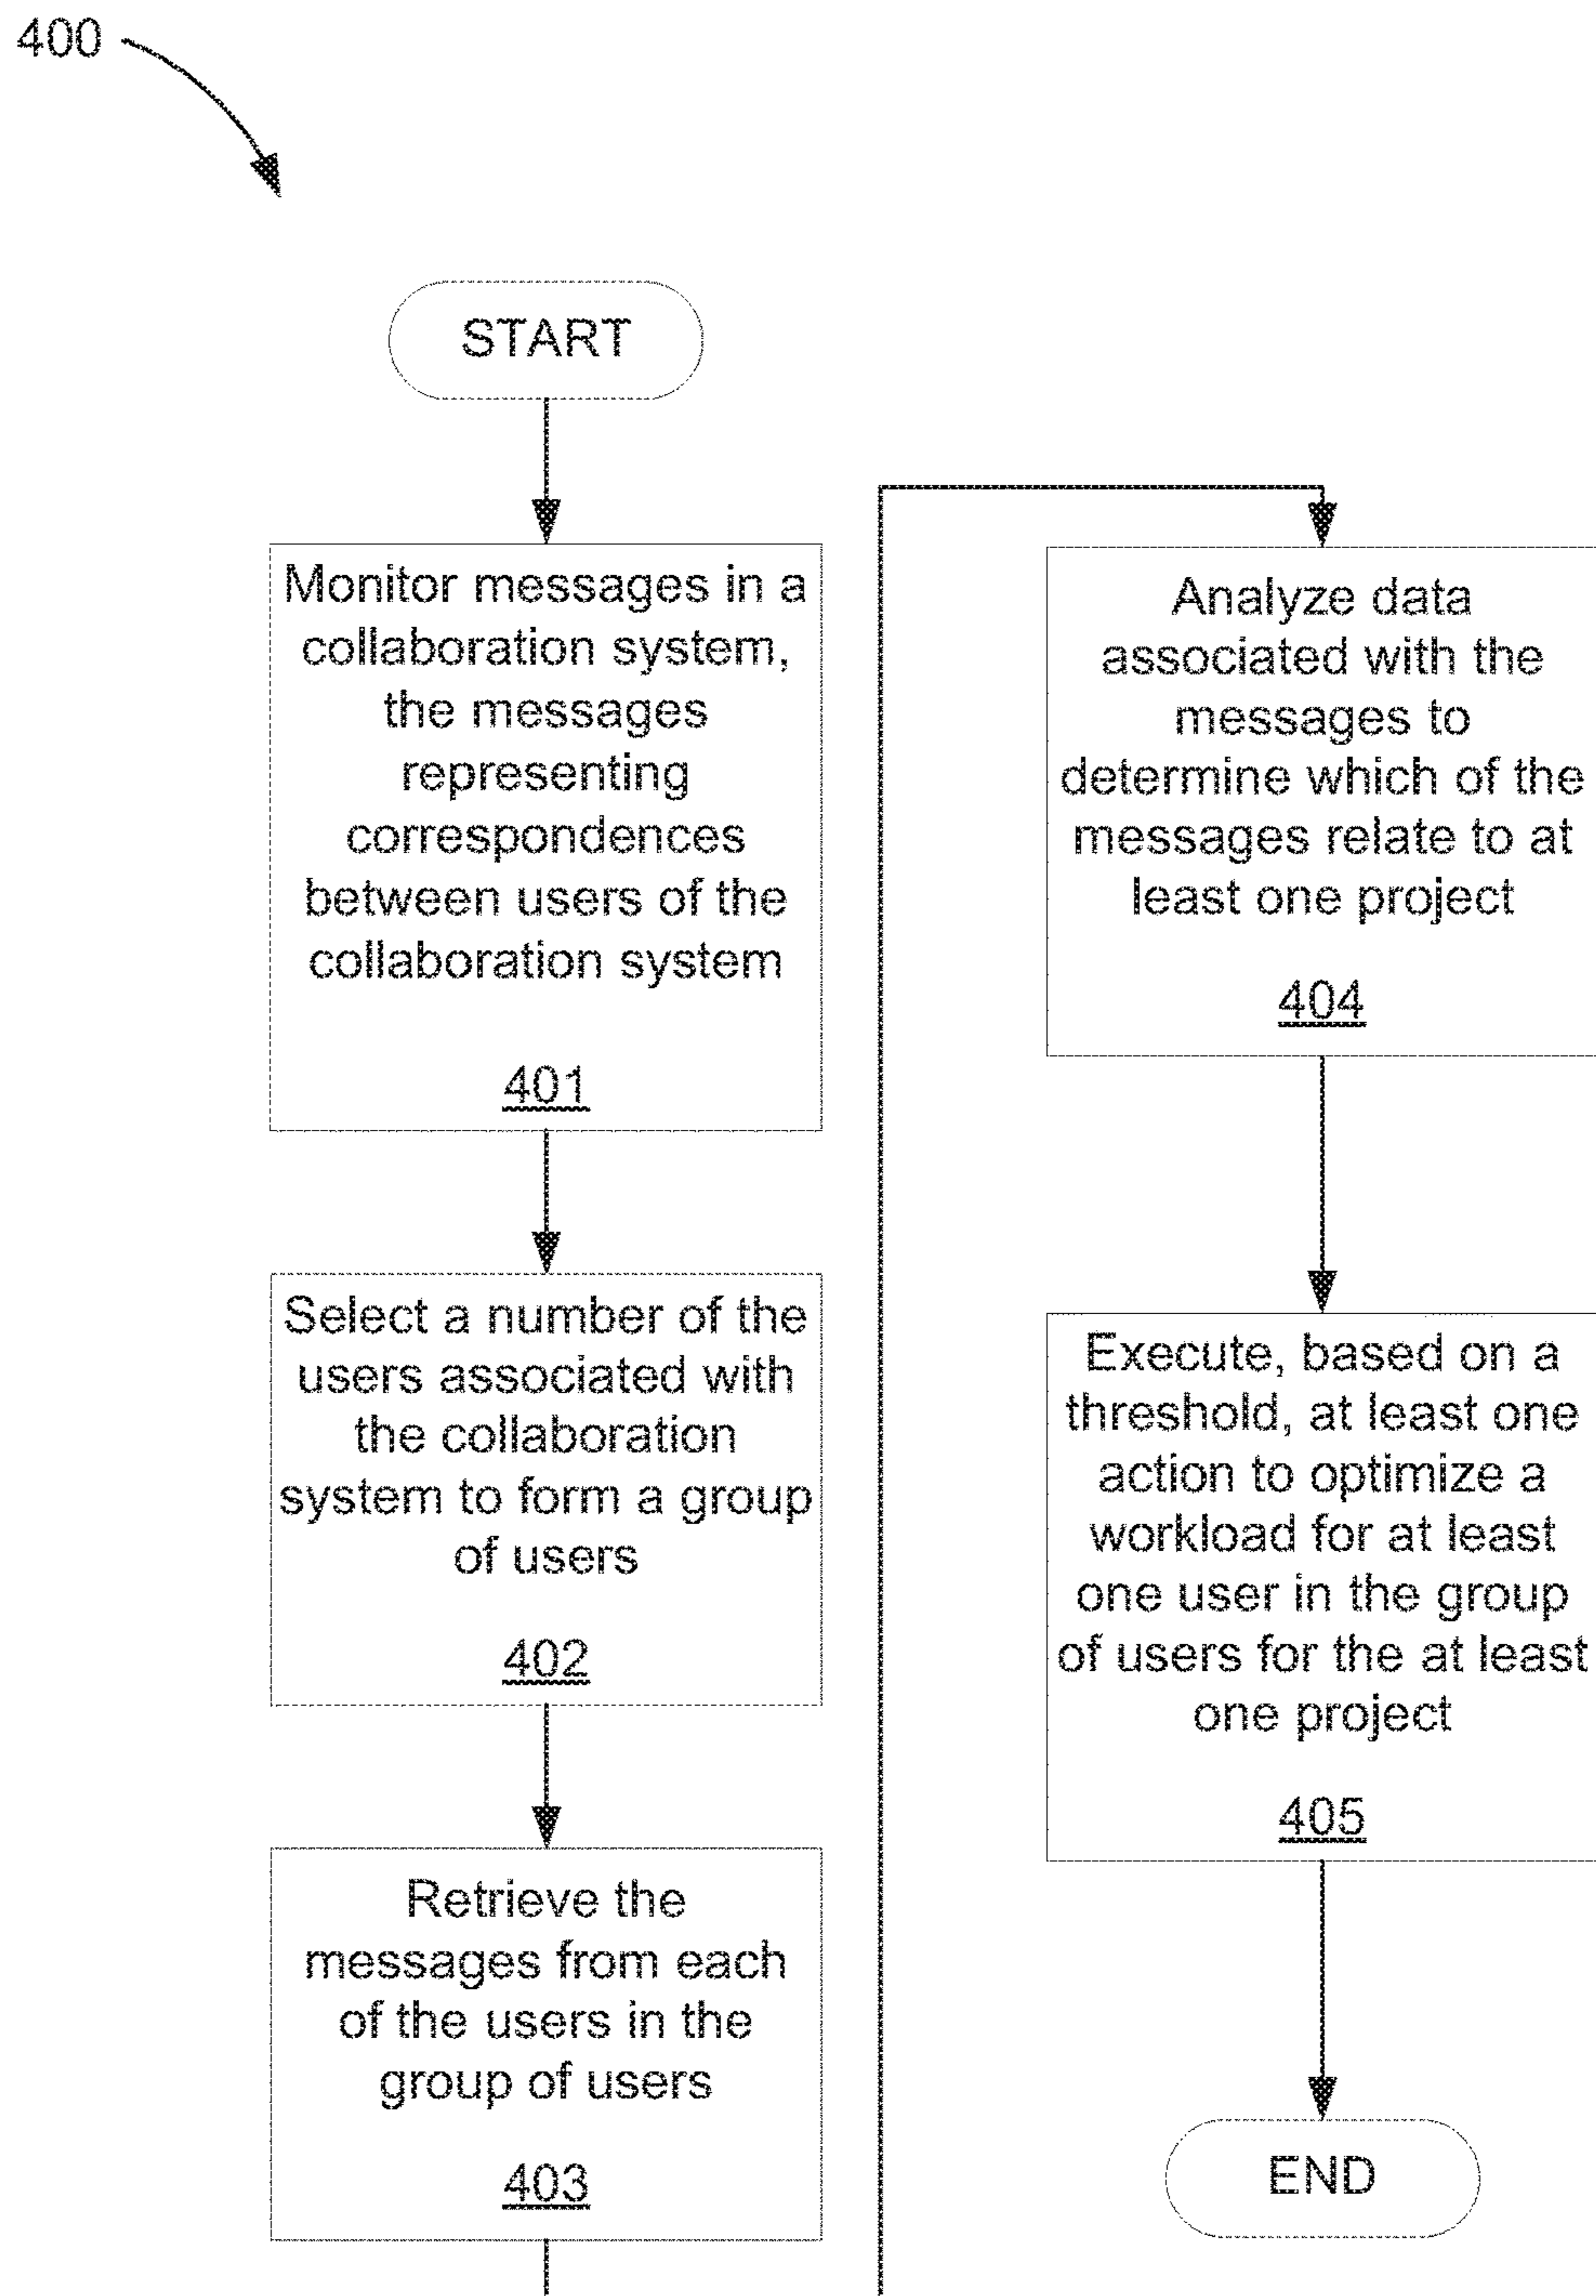 400
START
Monitor messages in a
collaboration system,
the messages
representing
correspondences
between users of the
collaboration system
401
Select a number of the
users associated with
the collaboration
system to form a group
of users
402
Retrieve the
messages from each
of the users in the
group of users
403
Analyze data
associated with the
messages to
determine which of the
messages relate to at
least one project
404
Execute, based on a
threshold, at least one
action to optimize a
workload for at least
one user in the group
of users for the at least
one project
405
END